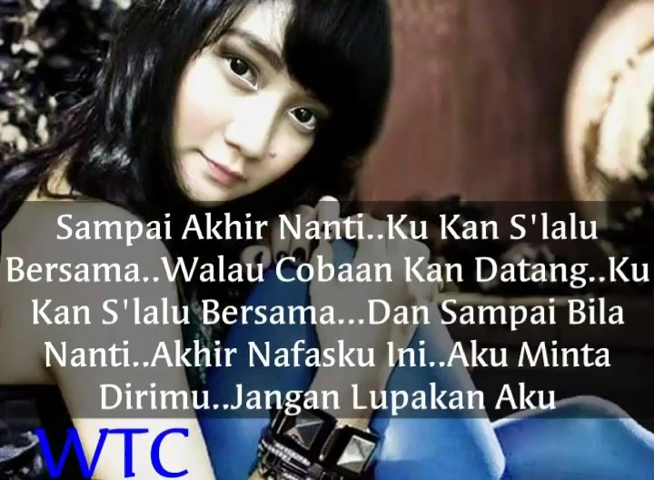 Sampai Akhir Nanti..Ku Kan S'lalu
Bersama..Walau Cobaan Kan Datang..Ku
Kan S'lalu Bersama...Dan Sampai Bila
Nanti..Akhir Nafasku Ini..Aku Minta
Dirimu..Jangan Lupakan Aku
WTC